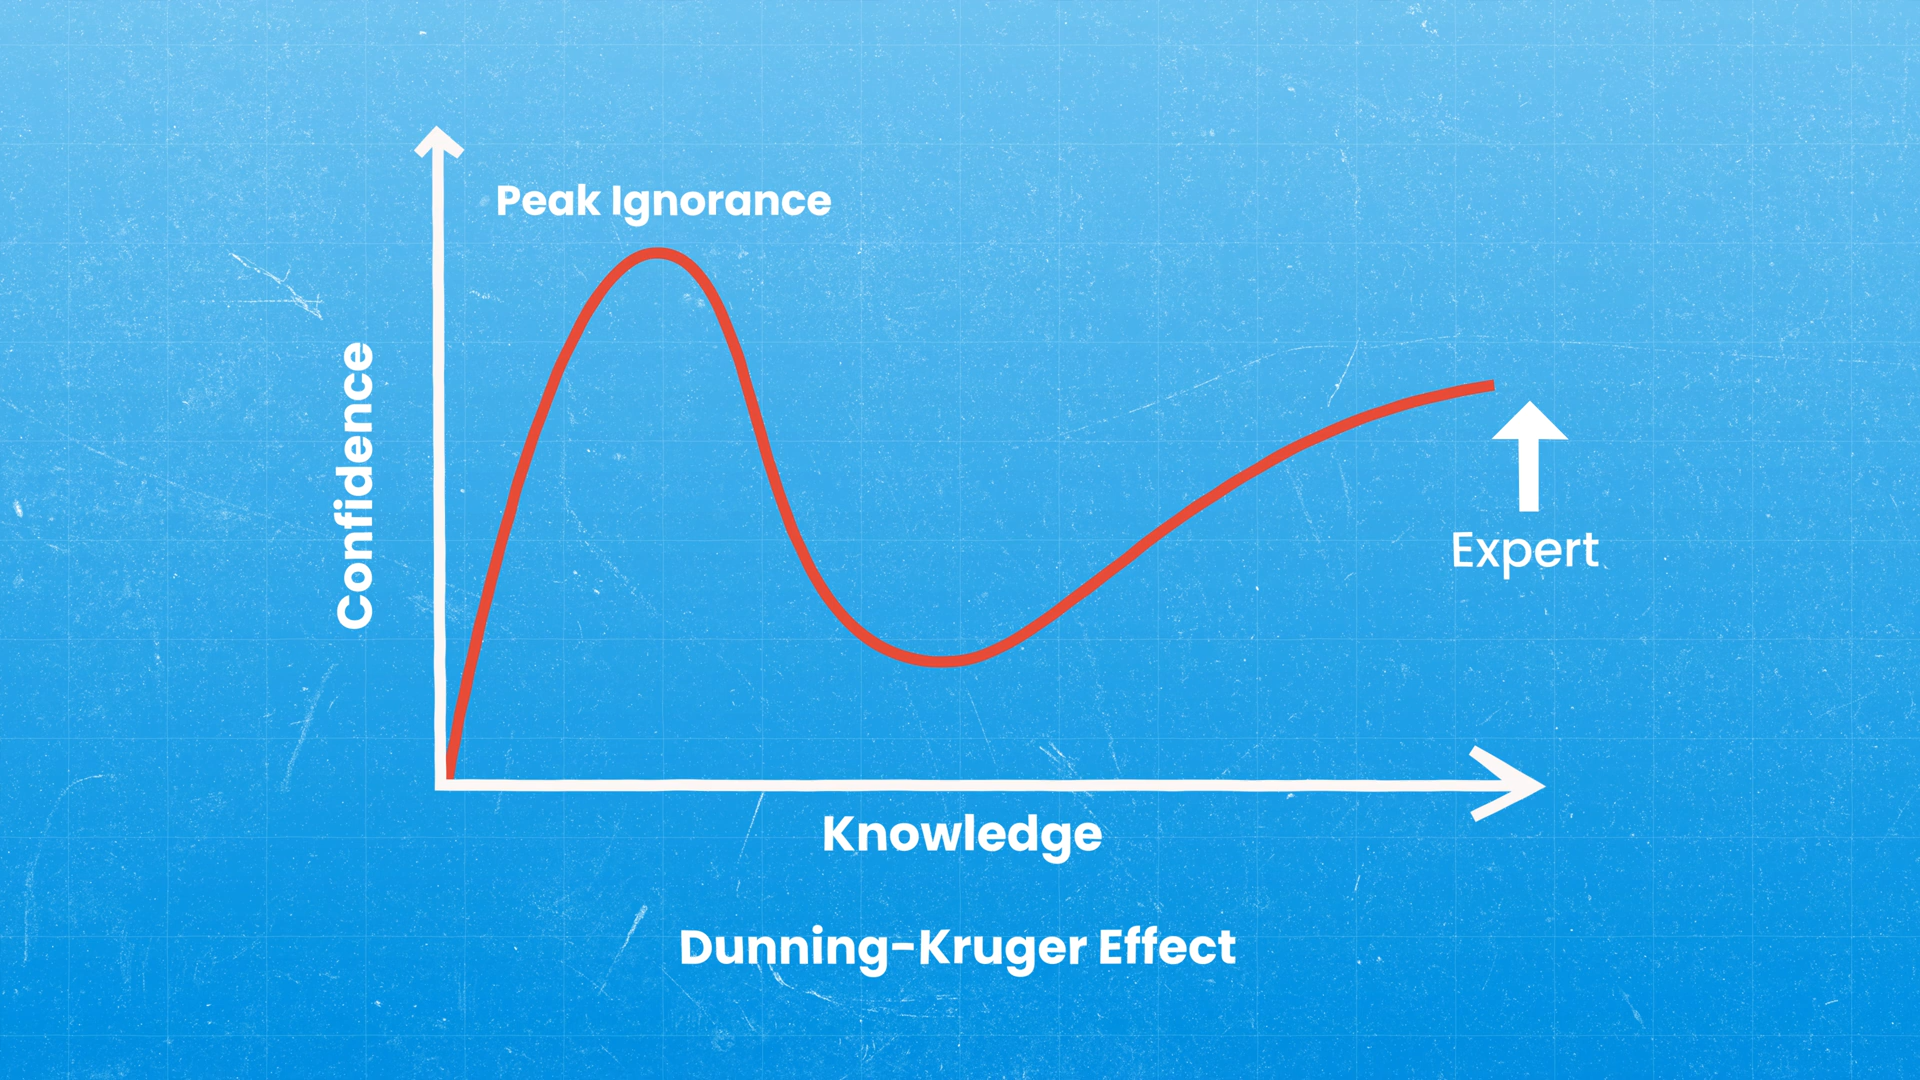 Peak Ignorance
Confidence
Expert
Knowledge
Dunning-Kruger Effect